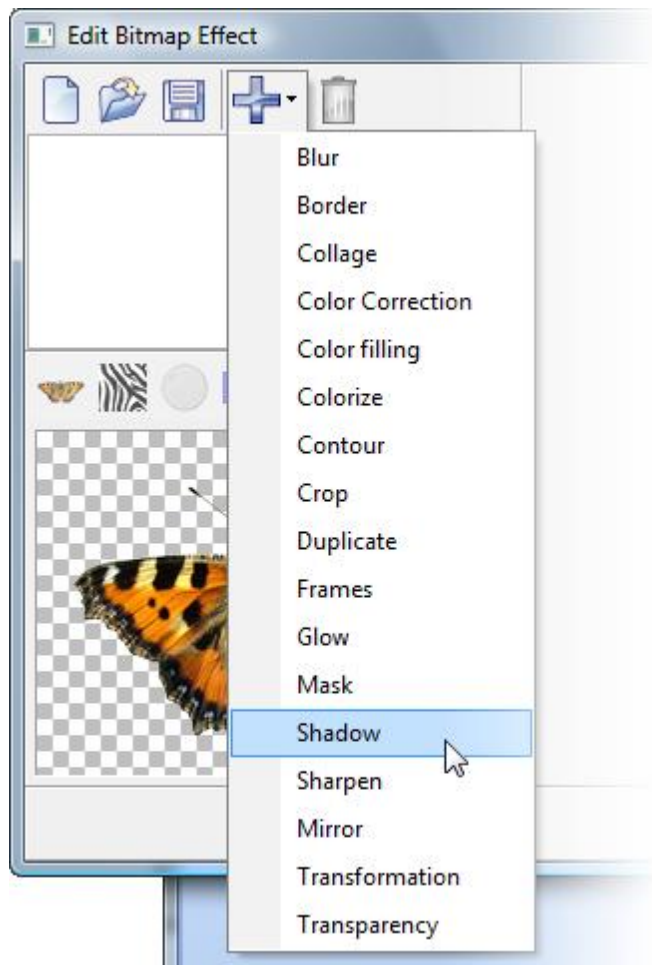 Edit Bitmap Effect
Blur
Border
Collage
Color Correction
Color filling
Colorize
Contour
Crop
Duplicate
Frames
Glow
Mask
Shadow
Sharpen
Mirror
Transformation
Transparency